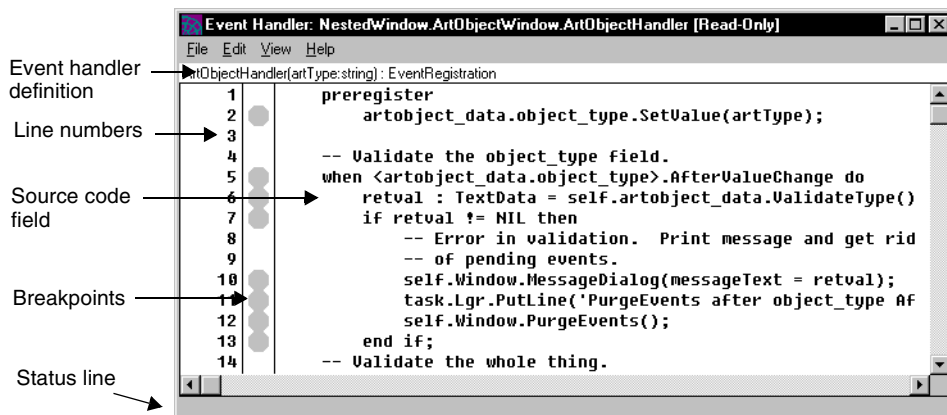 Event Handler: NestedWindow.ArtObjectWindow.ArtObjectHandler [Read-Only]
File Edit View Help
Event handler definition
ArtObjectHandler(artType:string) : EventRegistration
Line numbers
Source code field
Breakpoints
Status line
1 preregister
2 artobject_data.object_type.SetValue(artType);
3
4 -- Validate the object_type field.
5 when <artobject_data.object_type>.AfterValueChange do
6 retval : TextData = self.artobject_data.ValidateType()
7 if retval != NIL then
8 -- Error in validation.  Print message and get rid
9 -- of pending events.
10 self.Window.MessageDialog(messageText = retval);
11 task.Lgr.PutLine('PurgeEvents after object_type Af
12 self.Window.PurgeEvents();
13 end if;
14 -- Validate the whole thing.